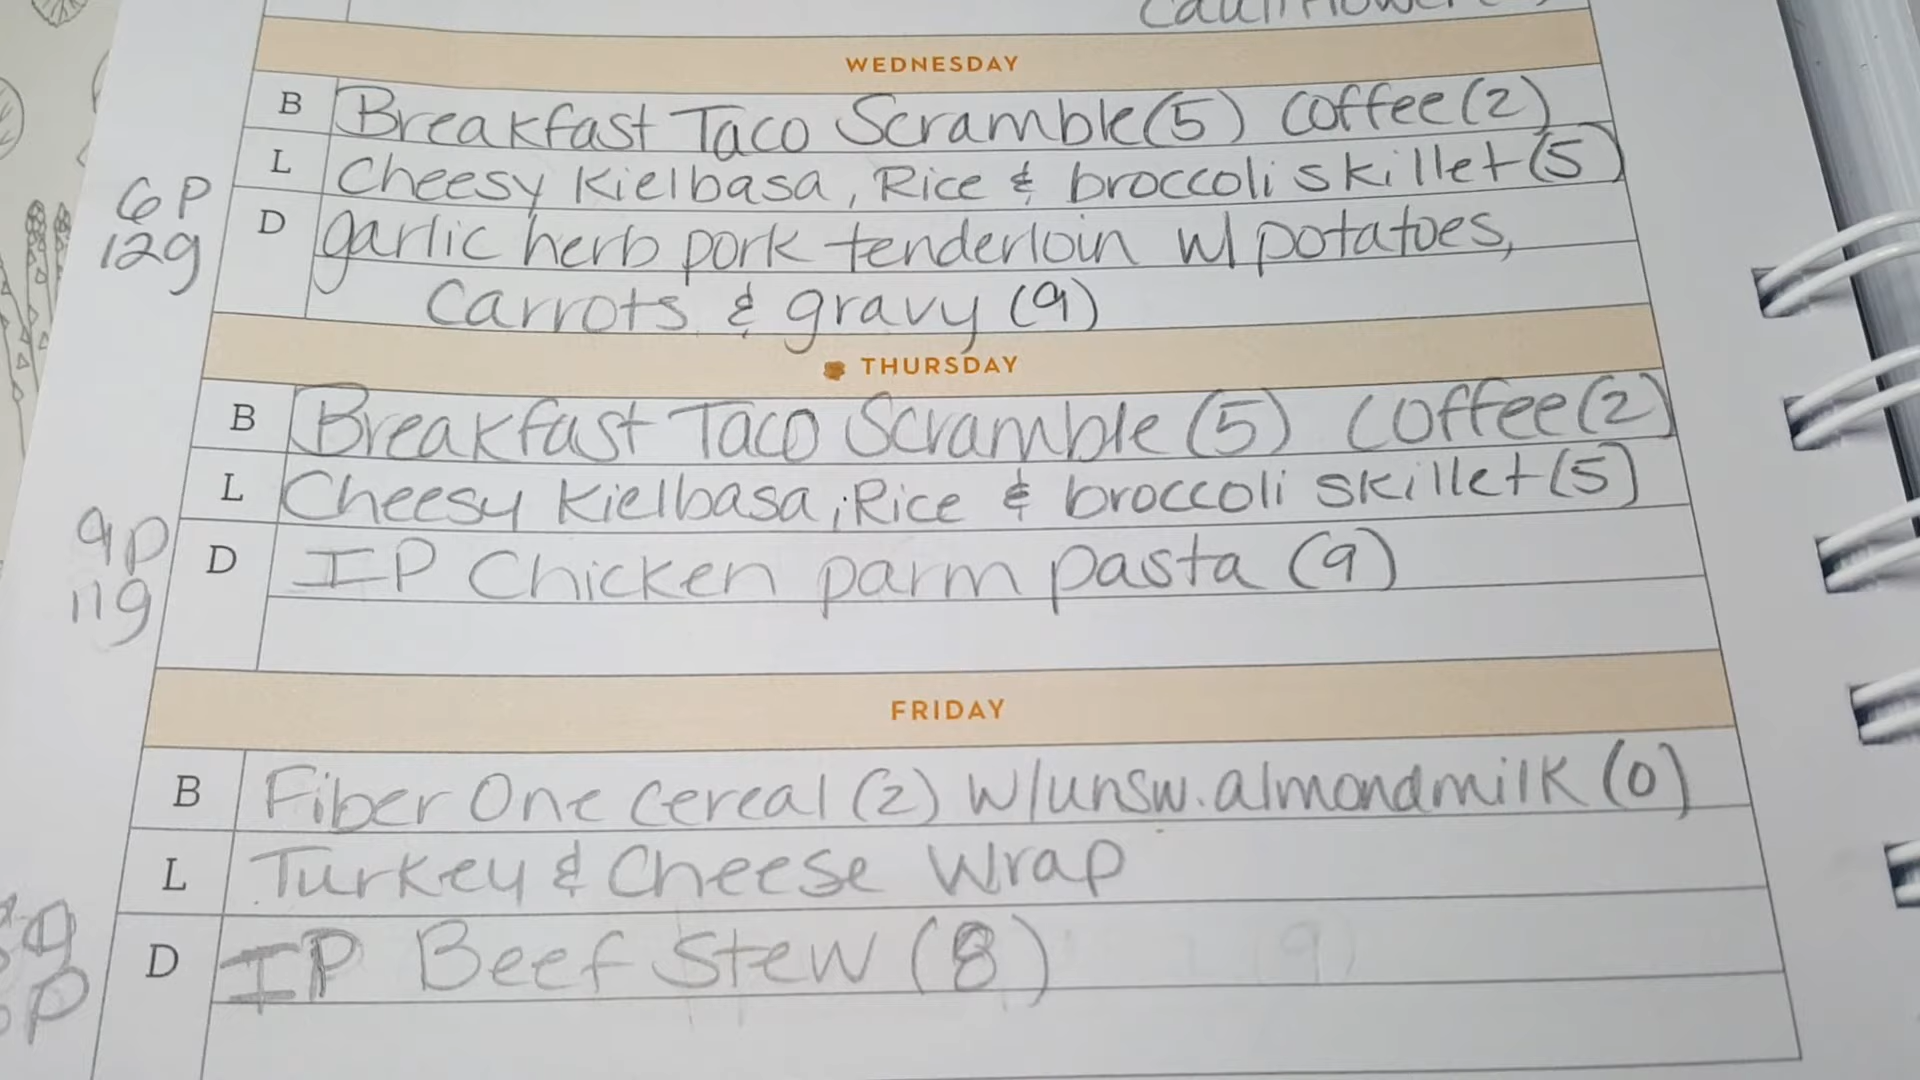 Cauliflower
WEDNESDAY
B Breakfast Taco Scramble (5) Coffee (2)
L Cheesy Kielbasa, Rice & broccoli skillet (5)
6P
12g
D garlic herb pork tenderloin w/ potatoes,
Carrots & gravy (9)
THURSDAY
B Breakfast Taco Scramble (5) Coffee (2)
L Cheesy Kielbasa, Rice & broccoli skillet (5)
9p
11g
D IP Chicken parm pasta (9)
FRIDAY
B Fiber One Cereal (2) w/unsw. almondmilk (0)
L Turkey & Cheese Wrap
D IP Beef Stew (8)
(9)